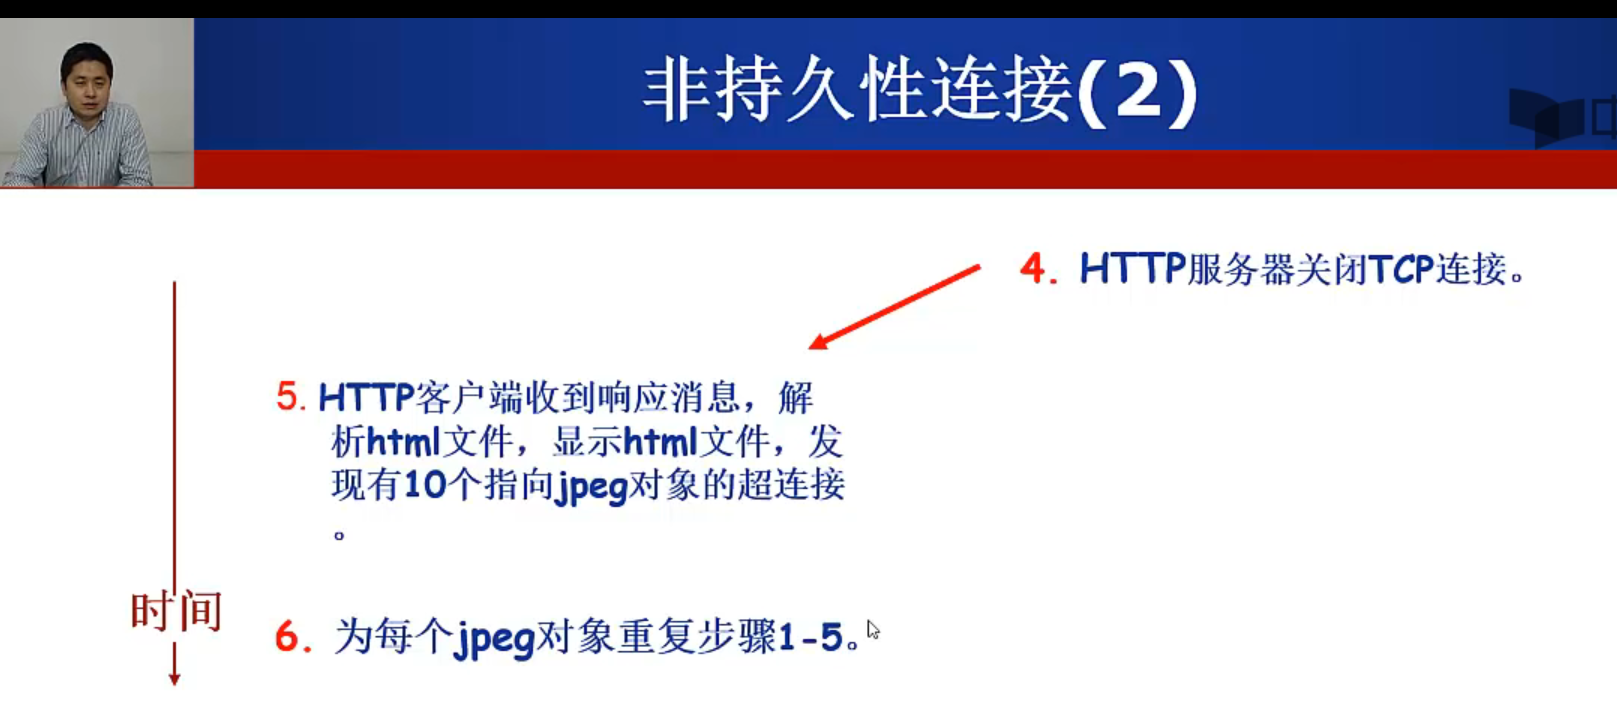 非持久性连接(2)
4. HTTP服务器关闭TCP连接。
5. HTTP客户端收到响应消息，解
析html文件，显示html文件，发
现有10个指向jpeg对象的超连接
。
时间
6. 为每个jpeg对象重复步骤1-5。